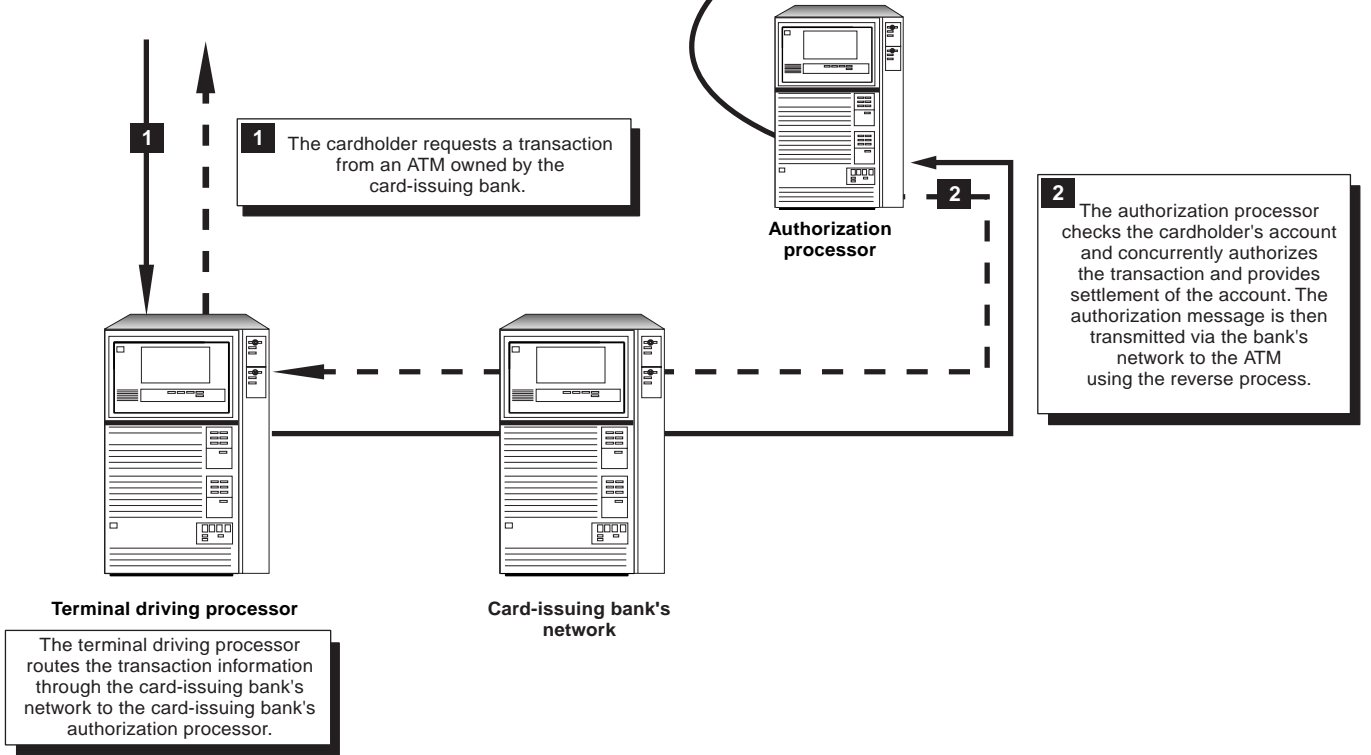 1
1
The cardholder requests a transaction
from an ATM owned by the
card-issuing bank.
2
Authorization
processor
2
The authorization processor
checks the cardholder's account
and concurrently authorizes
the transaction and provides
settlement of the account. The
authorization message is then
transmitted via the bank's
network to the ATM
using the reverse process.
Terminal driving processor
The terminal driving processor
routes the transaction information
through the card-issuing bank's
network to the card-issuing bank's
authorization processor.
Card-issuing bank's
network